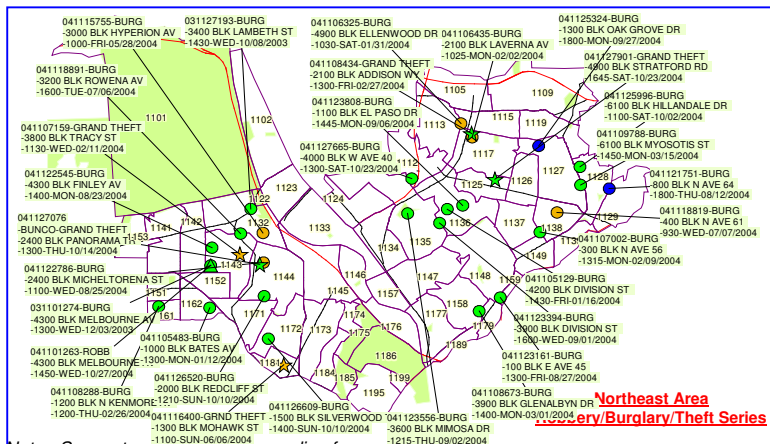 041115755-BURG
-3000 BLK HYPERION AV
-1000-FRI-05/28/2004
031127193-BURG
-3400 BLK LAMBETH ST
-1430-WED-10/08/2003
041106325-BURG
-4900 BLK ELLENWOOD DR
-1030-SAT-01/31/2004
041106435-BURG
-2100 BLK LAVERNA AV
-1025-MON-02/02/2004
041125324-BURG
-1300 BLK OAK GROVE DR
-1800-MON-09/27/2004
041118891-BURG
-3200 BLK ROWENA AV
-1600-TUE-07/06/2004
041108434-GRAND THEFT
-2100 BLK ADDISON WY
-1300-FRI-02/27/2004
041127901-GRAND THEFT
-4900 BLK STRATFORD RD
-1645-SAT-10/23/2004
041123808-BURG
-1100 BLK EL PASO DR
-1445-MON-09/06/2004
041125996-BURG
-6100 BLK HILLANDALE DR
-1100-SAT-10/02/2004
041107159-GRAND THEFT
-3800 BLK TRACY ST
-1130-WED-02/11/2004
041127665-BURG
-4000 BLK W AVE 40
-1300-SAT-10/23/2004
041109788-BURG
-6100 BLK MYOSOTIS ST
-1450-MON-03/15/2004
041122545-BURG
-4300 BLK FINLEY AV
-1400-MON-08/23/2004
041121751-BURG
-800 BLK N AVE 64
-1800-THU-08/12/2004
041127076
-BUNCO-GRAND THEFT
-2400 BLK PANORAMA TR
-1300-THU-10/14/2004
041118819-BURG
-400 BLK N AVE 61
-930-WED-07/07/2004
041107002-BURG
-300 BLK N AVE 56
-1315-MON-02/09/2004
041122786-BURG
-2400 BLK MICHELTORENA ST
-1100-WED-08/25/2004
041105129-BURG
-4200 BLK DIVISION ST
-1430-FRI-01/16/2004
031101274-BURG
-4300 BLK MELBOURNE AV
-1300-WED-12/03/2003
041123394-BURG
-3900 BLK DIVISION ST
-1600-WED-09/01/2004
041101263-ROBB
-4300 BLK MELBOURNE
-1450-WED-10/27/2004
041105483-BURG
-1000 BLK BATES AV
-1300-MON-01/12/2004
041123161-BURG
-100 BLK E AVE 45
-1300-FRI-08/27/2004
041108288-BURG
-1200 BLK N KENMORE
-1200-THU-02/26/2004
041126520-BURG
-2000 BLK REDCLIFF ST
-1210-SUN-10/10/2004
041108673-BURG
-3900 BLK GLENALBYN DR
-1400-MON-03/01/2004
041116400-GRND THEFT
-1300 BLK MOHAWK ST
-1100-SUN-06/06/2004
041126609-BURG
-1500 BLK SILVERWOOD
-1400-SUN-10/10/2004
041123556-BURG
-3600 BLK MIMOSA DR
-1215-THU-09/02/2004
1101
1102
1105
1109
1113
1115
1119
1117
1112
1127
1128
1125
1126
1123
1124
1122
1129
1132
1133
1134
1135
1136
1137
1138
1141
1142
1153
1143
1144
1146
1147
1149
1145
1157
1152
1151
1162
1158
1159
1171
1172
1173
1174
1175
1176
1177
1179
1181
1184
1185
1186
1189
1195
1199
Northeast Area
Robbery/Burglary/Theft Series